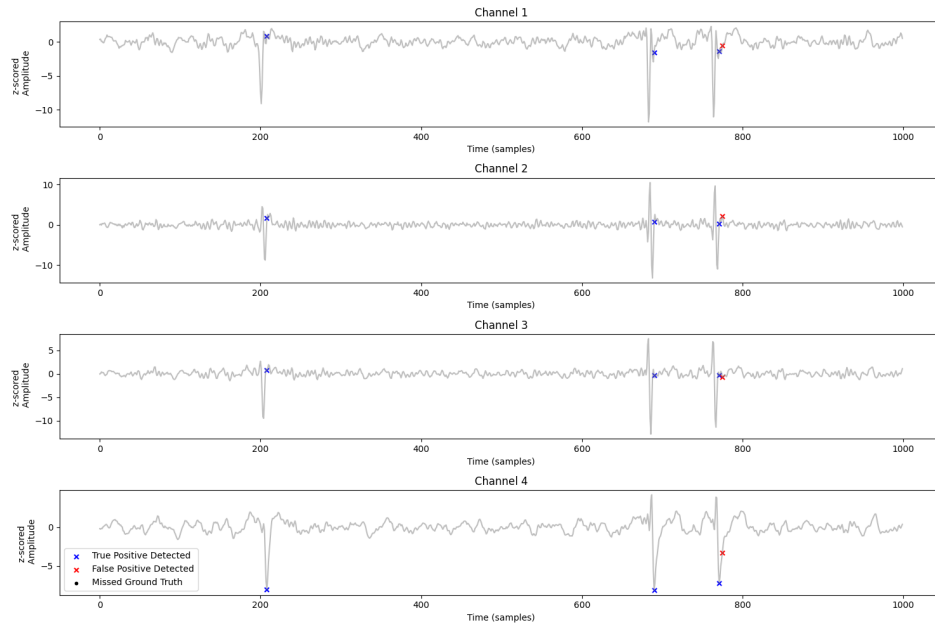 Channel 1
z-scored
Amplitude
0
−5
−10
0 200 400 600 800 1000
Time (samples)
Channel 2
z-scored
Amplitude
10
0
−10
0 200 400 600 800 1000
Time (samples)
Channel 3
z-scored
Amplitude
5
0
−5
−10
0 200 400 600 800 1000
Time (samples)
Channel 4
z-scored
Amplitude
0
−5
True Positive Detected
False Positive Detected
Missed Ground Truth
0 200 400 600 800 1000
Time (samples)